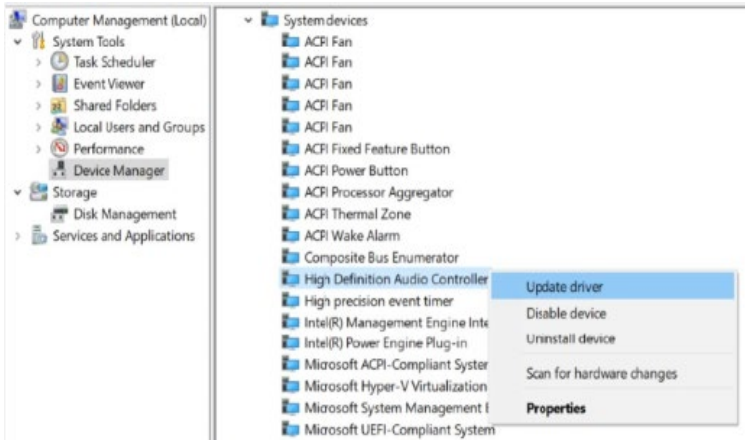 Computer Management (Local)
System Tools
Task Scheduler
Event Viewer
Shared Folders
Local Users and Groups
Performance
Device Manager
Storage
Disk Management
Services and Applications
System devices
ACPI Fan
ACPI Fan
ACPI Fan
ACPI Fan
ACPI Fan
ACPI Fixed Feature Button
ACPI Power Button
ACPI Processor Aggregator
ACPI Thermal Zone
ACPI Wake Alarm
Composite Bus Enumerator
High Definition Audio Controller
High precision event timer
Intel(R) Management Engine Inte
Intel(R) Power Engine Plug-in
Microsoft ACPI-Compliant System
Microsoft Hyper-V Virtualization
Microsoft System Management
Microsoft UEFI-Compliant System
Update driver
Disable device
Uninstall device
Scan for hardware changes
Properties